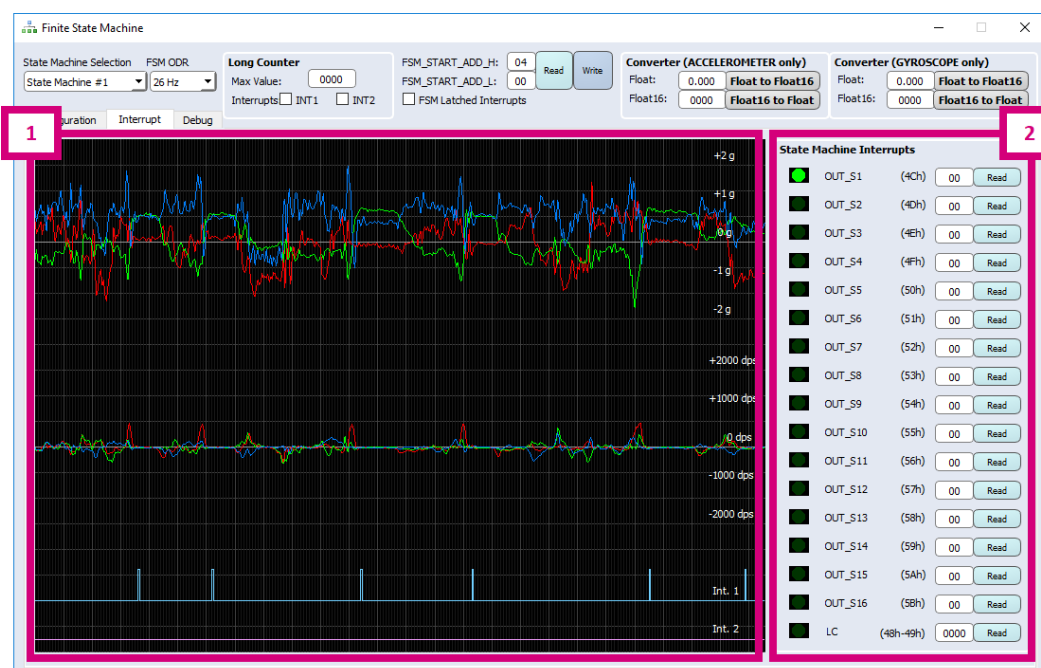 Finite State Machine
State Machine Selection FSM ODR
State Machine #1 26 Hz
Long Counter
Max Value: 0000
Interrupts: INT1 INT2
FSM_START_ADD_H: 04
FSM_START_ADD_L: 00
Read Write
FSM Latched Interrupts
Converter (ACCELEROMETER only)
Float: 0.000 Float to Float16
Float16: 0000 Float16 to Float
Converter (GYROSCOPE only)
Float: 0.000 Float to Float16
Float16: 0000 Float16 to Float
Interrupt Debug
1
+2 g
+1 g
0 g
-1 g
-2 g
+2000 dps
+1000 dps
0 dps
-1000 dps
-2000 dps
Int. 1
Int. 2
2
State Machine Interrupts
OUT_S1 (4Ch) 00 Read
OUT_S2 (4Dh) 00 Read
OUT_S3 (4Eh) 00 Read
OUT_S4 (4Fh) 00 Read
OUT_S5 (50h) 00 Read
OUT_S6 (51h) 00 Read
OUT_S7 (52h) 00 Read
OUT_S8 (53h) 00 Read
OUT_S9 (54h) 00 Read
OUT_S10 (55h) 00 Read
OUT_S11 (56h) 00 Read
OUT_S12 (57h) 00 Read
OUT_S13 (58h) 00 Read
OUT_S14 (59h) 00 Read
OUT_S15 (5Ah) 00 Read
OUT_S16 (5Bh) 00 Read
LC (48h-49h) 0000 Read